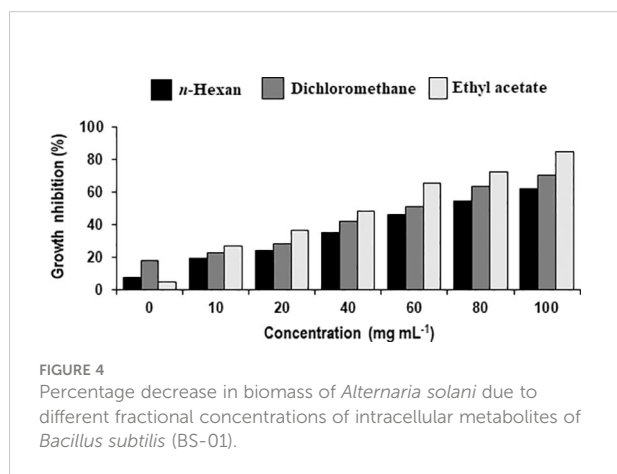 n-Hexan Dichloromethane Ethyl acetate
100
80
60
40
20
0
Growth nhibition (%)
0 10 20 40 60 80 100
Concentration (mg mL-1)
FIGURE 4
Percentage decrease in biomass of Alternaria solani due to
different fractional concentrations of intracellular metabolites of
Bacillus subtilis (BS-01).